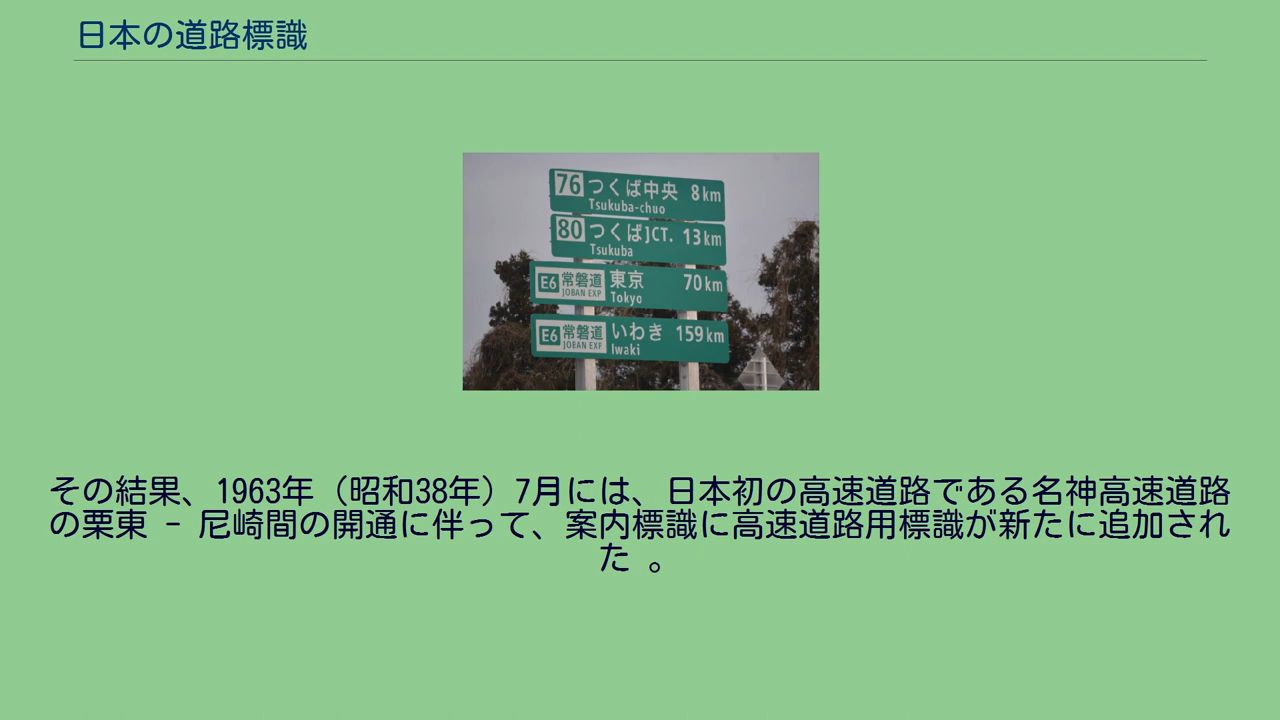 日本の道路標識
76 つくば中央 8km
Tsukuba-chuo
80 つくばJCT. 13km
Tsukuba
E6 常磐道 東京 70km
JOBAN EXP Tokyo
E6 常磐道 いわき 159km
JOBAN EXP Iwaki
その結果、1963年（昭和38年）7月には、日本初の高速道路である名神高速道路
の栗東 - 尼崎間の開通に伴って、案内標識に高速道路用標識が新たに追加され
た 。